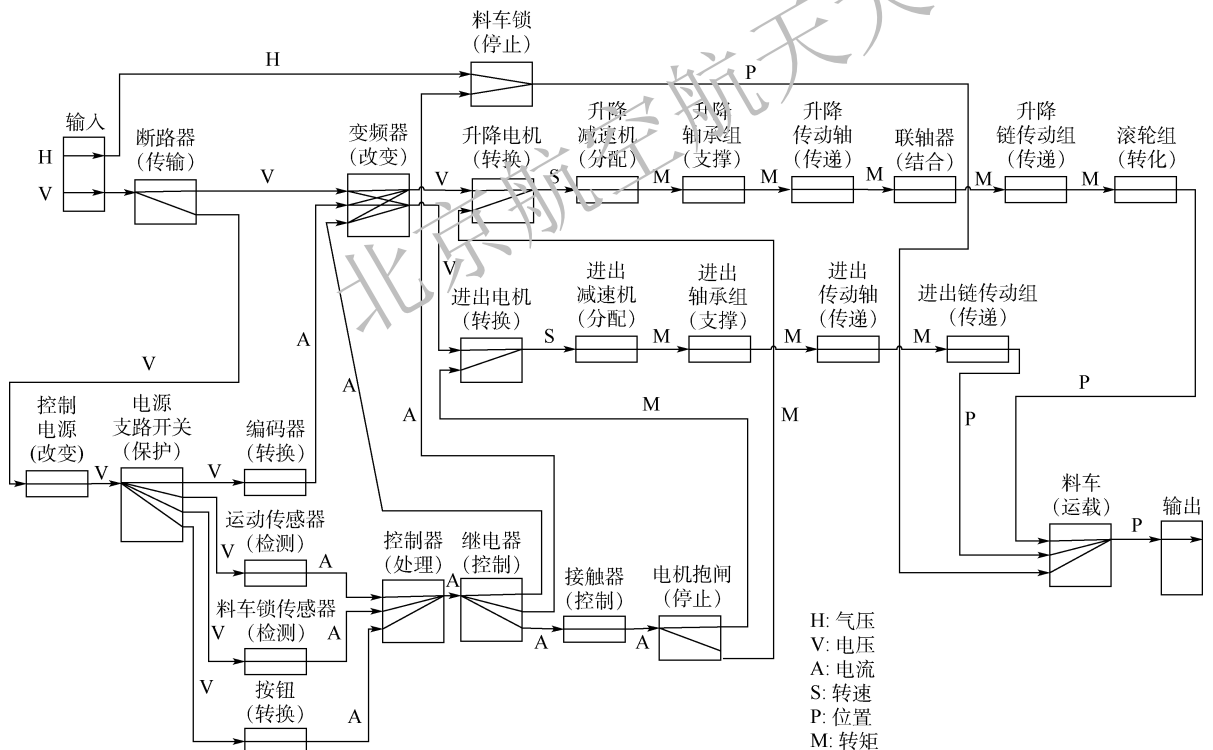 料车锁
(停止)
H
P
输入
H
V
断路器
(传输)
V
变频器
(改变)
V
升降电机
(转换)
S
升降
减速机
(分配)
M
升降
轴承组
(支撑)
M
升降
传动轴
(传递)
M
联轴器
(结合)
M
升降
链传动组
(传递)
M
滚轮组
(转化)
V
进出电机
(转换)
S
进出
减速机
(分配)
M
进出
轴承组
(支撑)
M
进出
传动轴
(传递)
M
进出链传动组
(传递)
A
V
A
A
M
M
P
P
控制
电源
(改变)
V
电源
支路开关
(保护)
V
编码器
(转换)
运动传感器
(检测)
V
A
料车锁传感器
(检测)
V
A
按钮
(转换)
V
A
控制器
(处理)
A
继电器
(控制)
A
接触器
(控制)
A
电机抱闸
(停止)
料车
(运载)
P
输出
H: 气压
V: 电压
A: 电流
S: 转速
P: 位置
M: 转矩
北京航空航天大